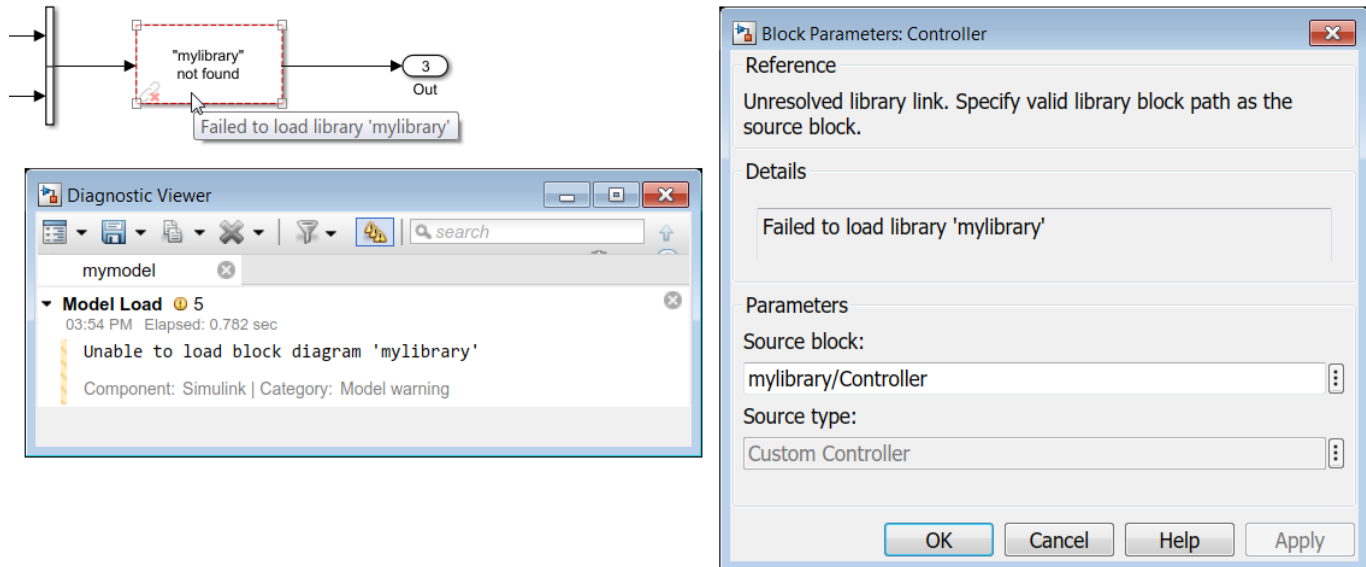 "mylibrary"
not found
3
Out
Failed to load library 'mylibrary'
Diagnostic Viewer
search
mymodel
Model Load 5
03:54 PM Elapsed: 0.782 sec
Unable to load block diagram 'mylibrary'
Component: Simulink | Category: Model warning
Block Parameters: Controller
Reference
Unresolved library link. Specify valid library block path as the
source block.
Details
Failed to load library 'mylibrary'
Parameters
Source block:
mylibrary/Controller
Source type:
Custom Controller
OK Cancel Help Apply